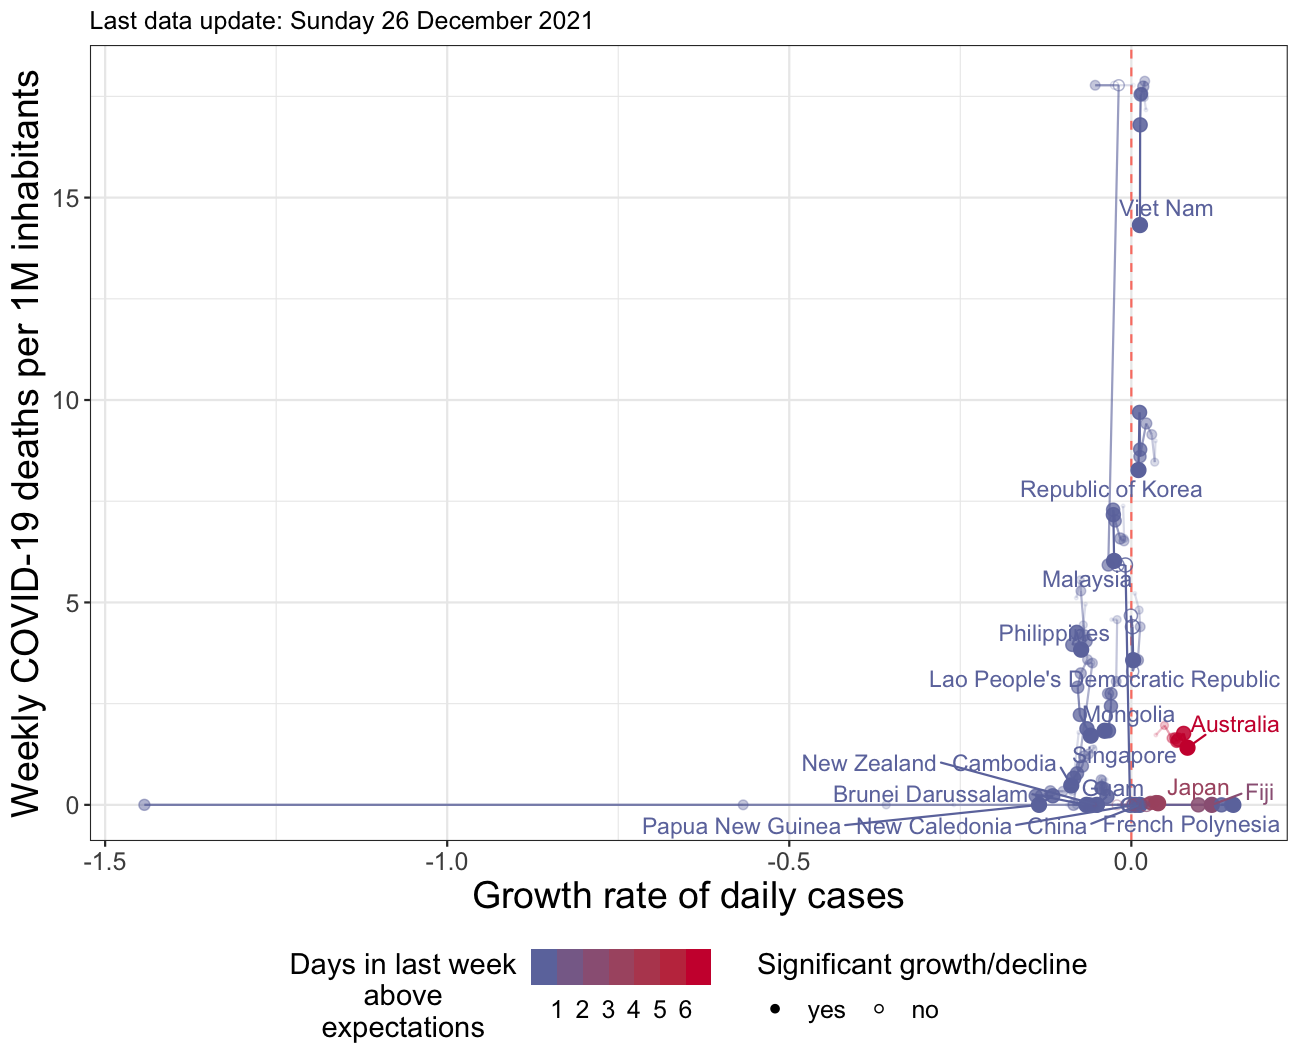 Last data update: Sunday 26 December 2021
Weekly COVID-19 deaths per 1M inhabitants
15
10
5
0
Viet Nam
Republic of Korea
Malaysia
Philippines
Lao People's Democratic Republic
Mongolia
Australia
Singapore
New Zealand
Cambodia
Guam
Japan
Fiji
Brunei Darussalam
Papua New Guinea
New Caledonia
China
French Polynesia
-1.5
-1.0
-0.5
0.0
Growth rate of daily cases
Days in last week
above
expectations
1 2 3 4 5 6
Significant growth/decline
yes
no